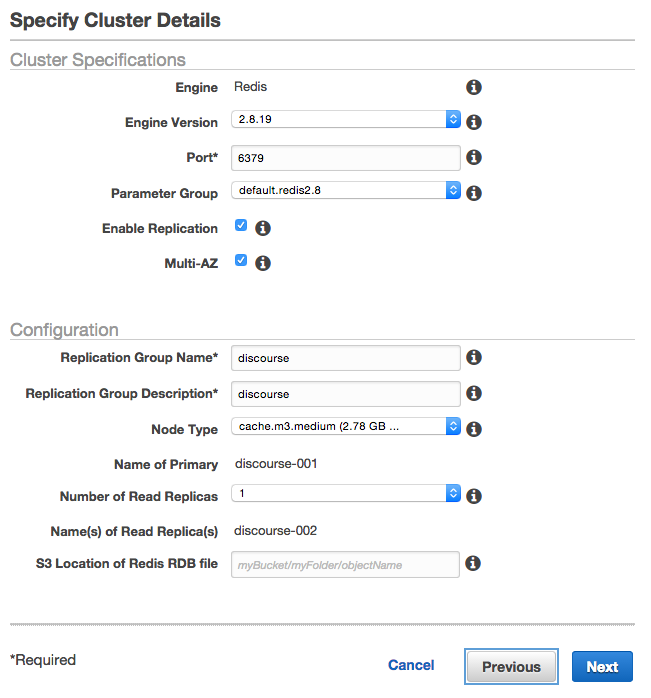 Specify Cluster Details
Cluster Specifications
Engine Redis
Engine Version 2.8.19
Port* 6379
Parameter Group default.redis2.8
Enable Replication
Multi-AZ
Configuration
Replication Group Name* discourse
Replication Group Description* discourse
Node Type cache.m3.medium (2.78 GB ...
Name of Primary discourse-001
Number of Read Replicas 1
Name(s) of Read Replica(s) discourse-002
S3 Location of Redis RDB file myBucket/myFolder/objectName
*Required Cancel Previous Next